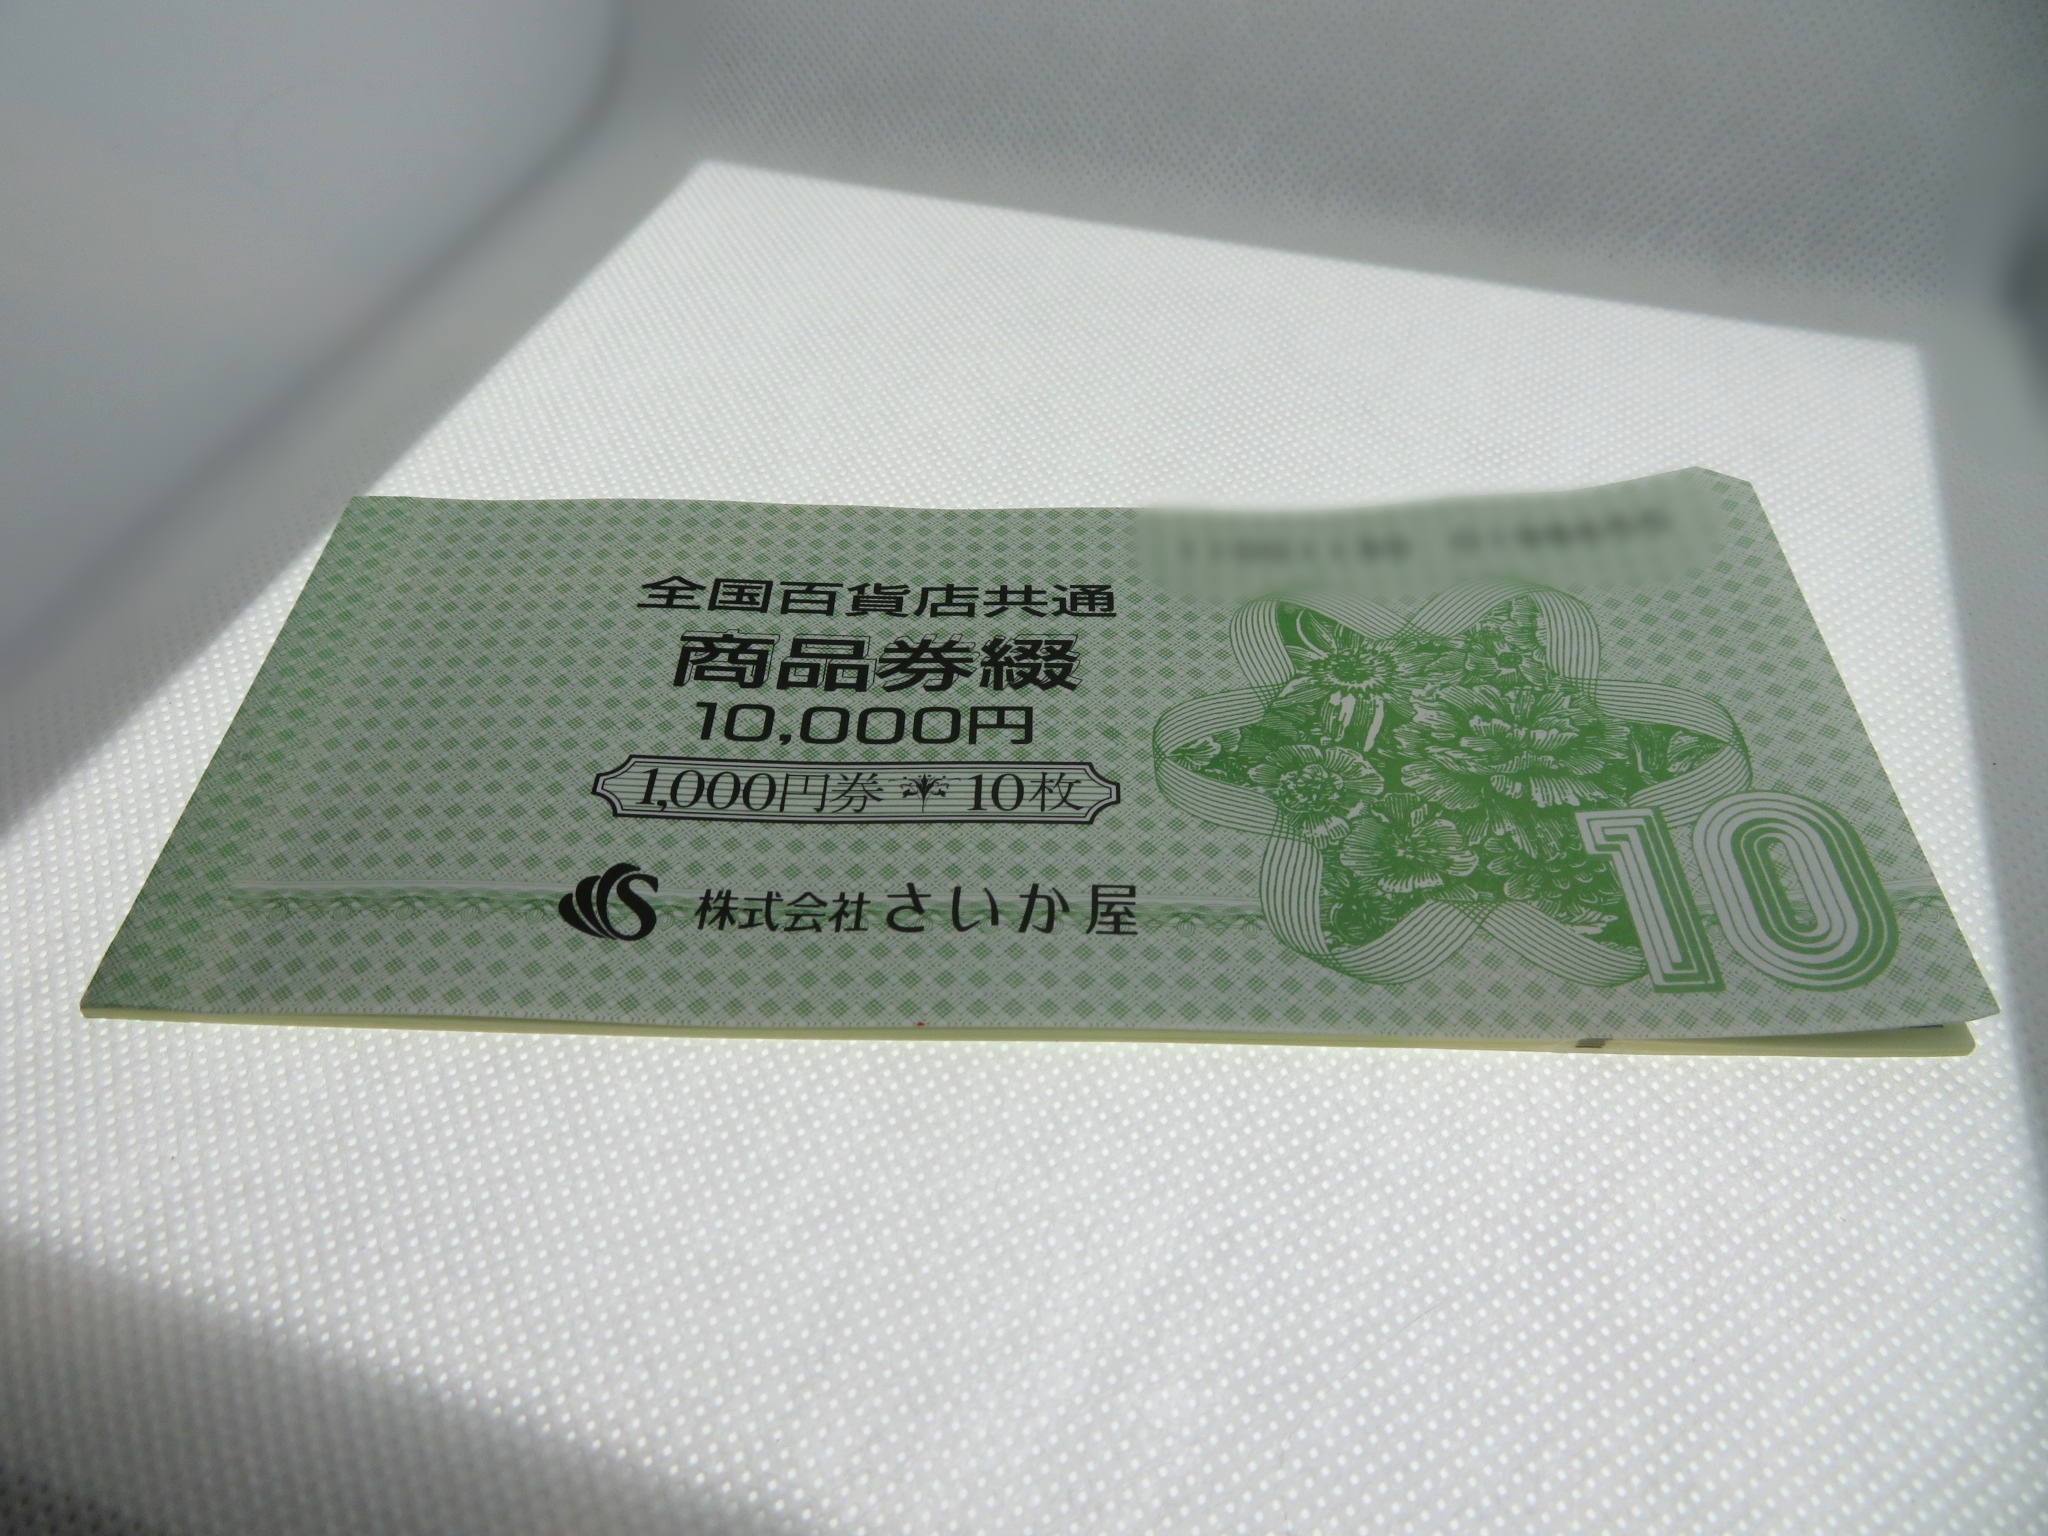 全国百貨店共通
商品券綴
10,000円
1,000円券 10枚
株式会社さいか屋
10